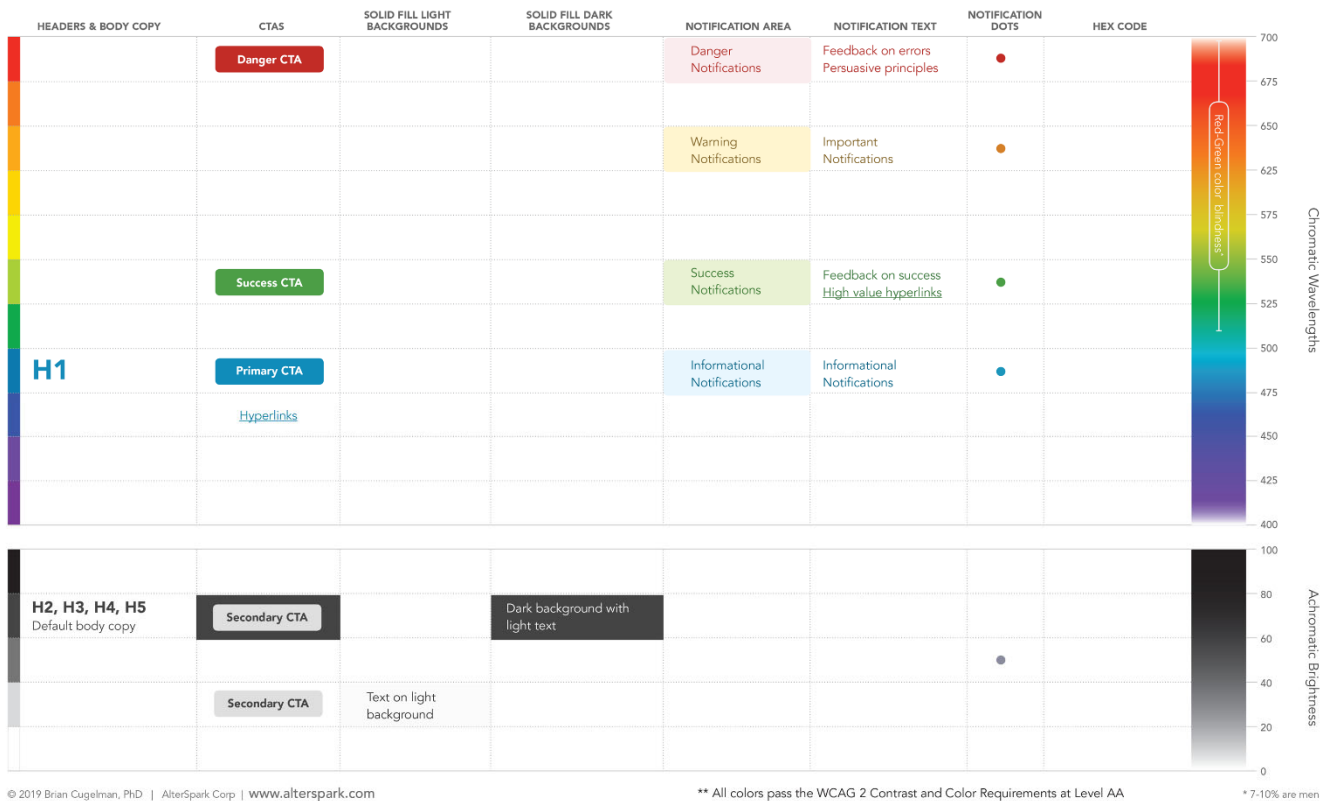 HEADERS & BODY COPY
CTAS
SOLID FILL LIGHT
BACKGROUNDS
SOLID FILL DARK
BACKGROUNDS
NOTIFICATION AREA
NOTIFICATION TEXT
NOTIFICATION
DOTS
HEX CODE
Danger CTA
Danger
Notifications
Feedback on errors
Persuasive principles
Warning
Notifications
Important
Notifications
Success CTA
Success
Notifications
Feedback on success
High value hyperlinks
H1
Primary CTA
Informational
Notifications
Informational
Notifications
Hyperlinks
700
675
650
625
575
550
525
500
475
450
425
400
Red-Green color blindness*
Chromatic Wavelengths
H2, H3, H4, H5
Default body copy
Secondary CTA
Dark background with
light text
Secondary CTA
Text on light
background
100
80
60
40
20
0
Achromatic Brightness
© 2019 Brian Cugelman, PhD | AlterSpark Corp | www.alterspark.com
** All colors pass the WCAG 2 Contrast and Color Requirements at Level AA
* 7-10% are men